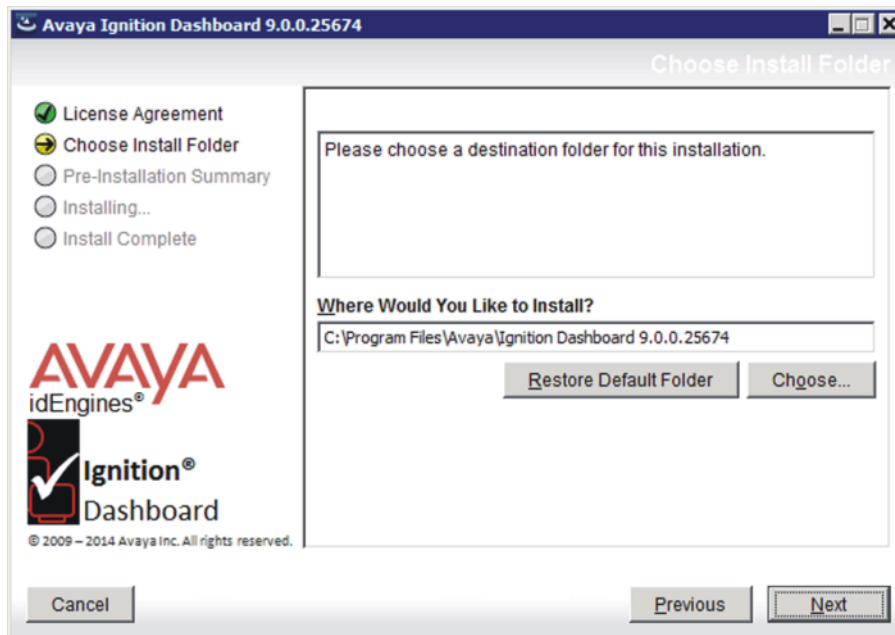 Avaya Ignition Dashboard 9.0.0.25674
Choose Install Folder
License Agreement
Choose Install Folder
Pre-Installation Summary
Installing...
Install Complete
Please choose a destination folder for this installation.
Where Would You Like to Install?
C:\Program Files\Avaya\Ignition Dashboard 9.0.0.25674
Restore Default Folder
Choose...
AVAYA
idEngines®
Ignition®
Dashboard
© 2009 – 2014 Avaya Inc. All rights reserved.
Cancel
Previous
Next